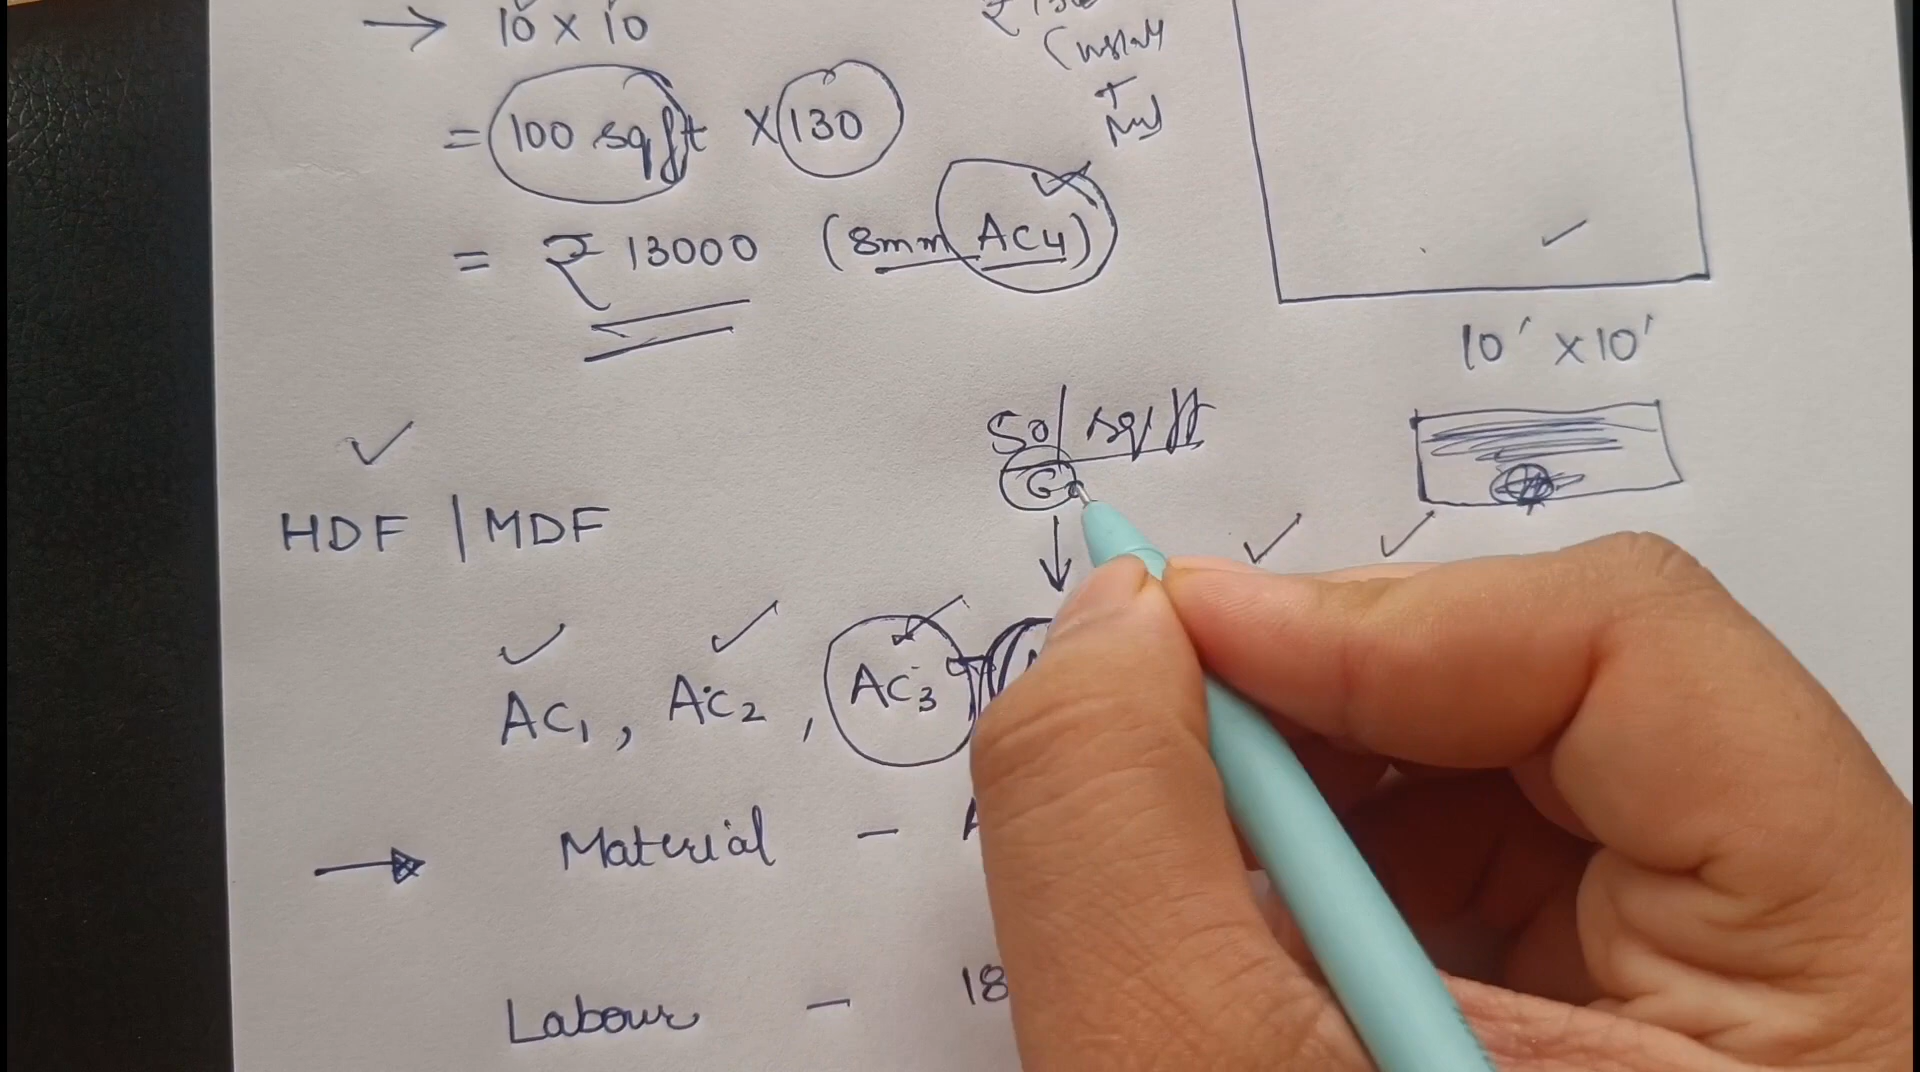 → 10 x 10
= 100 sqft x 130
= ₹ 13000 (8mm AC4)
+
10' x 10'
50/sqft
HDF | MDF
AC1, AC2, AC3
→ Material -
Labour - 18